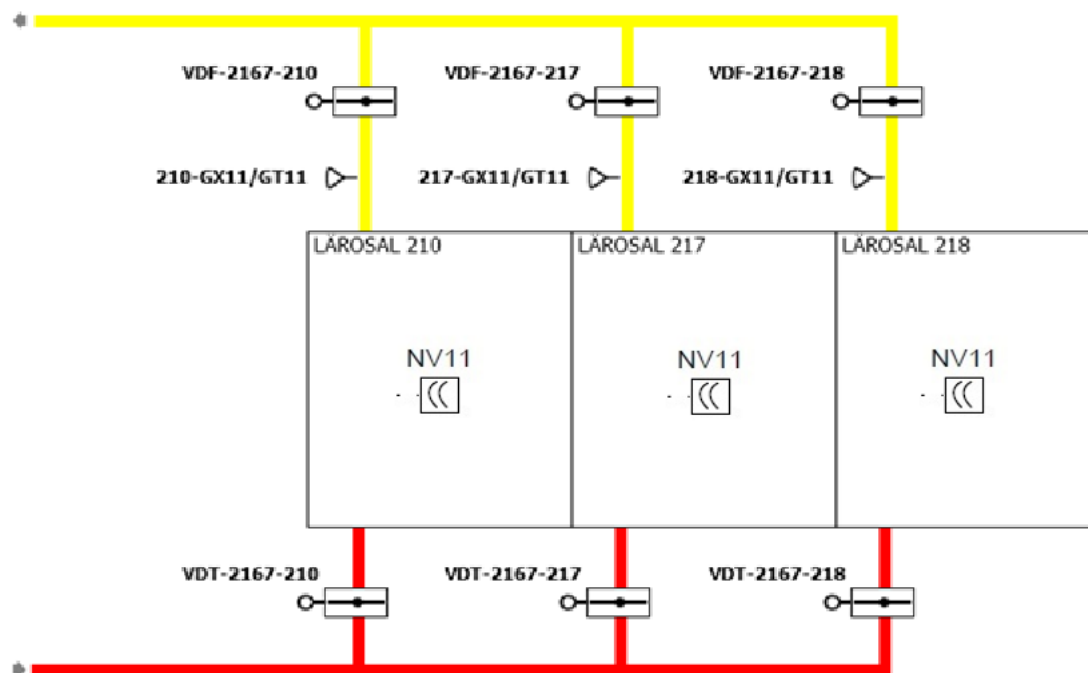 VDF-2167-210 VDF-2167-217 VDF-2167-218
210-GX11/GT11 217-GX11/GT11 218-GX11/GT11
LÄROSAL 210 LÄROSAL 217 LÄROSAL 218
NV11 NV11 NV11
VDT-2167-210 VDT-2167-217 VDT-2167-218